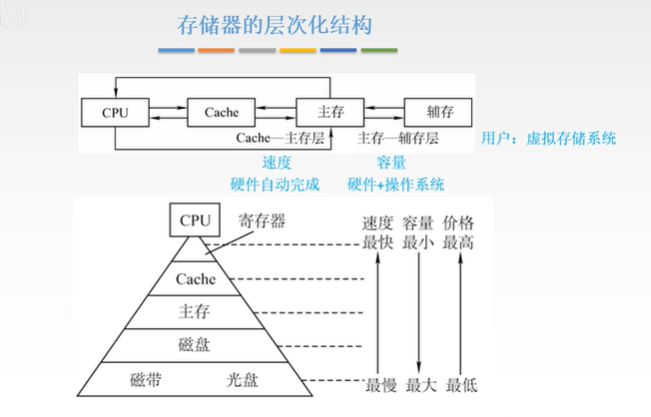 存储器的层次化结构
CPU Cache 主存 辅存
Cache—主存层 主存—辅存层
用户：虚拟存储系统
速度 容量
硬件自动完成 硬件+操作系统
CPU 寄存器
速度 容量 价格
最快 最小 最高
Cache
主存
磁盘
磁带 光盘
最慢 最大 最低